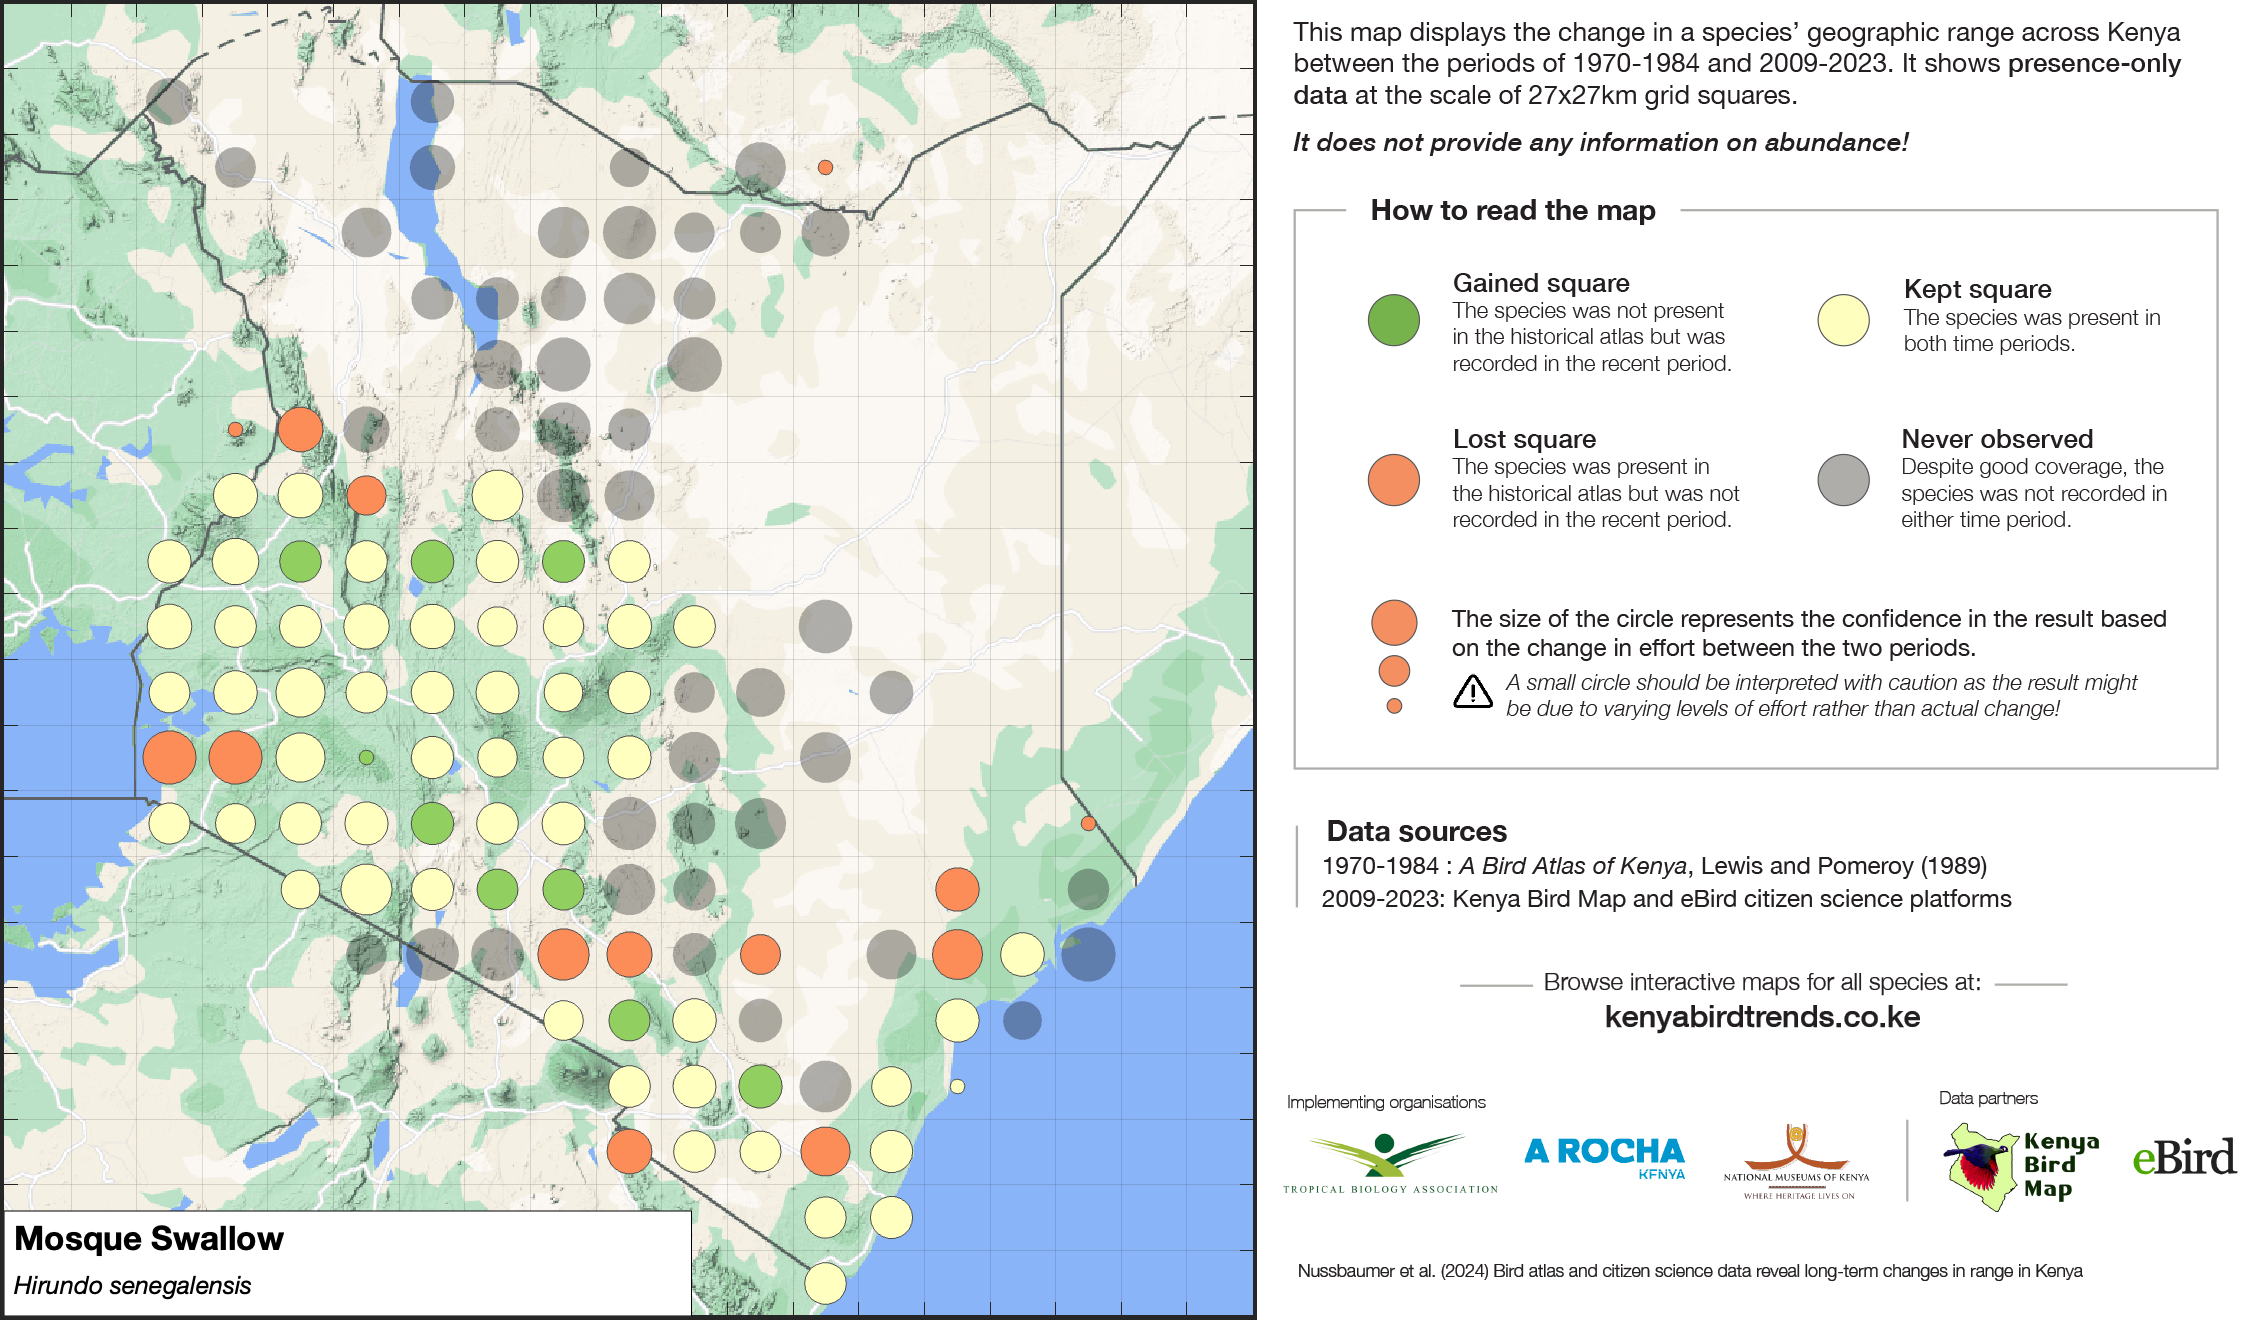 This map displays the change in a species' geographic range across Kenya
between the periods of 1970-1984 and 2009-2023. It shows presence-only
data at the scale of 27x27km grid squares.
It does not provide any information on abundance!
How to read the map
Gained square
The species was not present
in the historical atlas but was
recorded in the recent period.
Kept square
The species was present in
both time periods.
Lost square
The species was present in
the historical atlas but was not
recorded in the recent period.
Never observed
Despite good coverage, the
species was not recorded in
either time period.
The size of the circle represents the confidence in the result based
on the change in effort between the two periods.
A small circle should be interpreted with caution as the result might
be due to varying levels of effort rather than actual change!
Data sources
1970-1984 : A Bird Atlas of Kenya, Lewis and Pomeroy (1989)
2009-2023: Kenya Bird Map and eBird citizen science platforms
Browse interactive maps for all species at:
kenyabirdtrends.co.ke
Implementing organisations
Data partners
TROPICAL BIOLOGY ASSOCIATION
A ROCHA
KENYA
NATIONAL MUSEUMS OF KENYA
WHERE HERITAGE LIVES ON
Kenya
Bird
Map
eBird
Nussbaumer et al. (2024) Bird atlas and citizen science data reveal long-term changes in range in Kenya
Mosque Swallow
Hirundo senegalensis